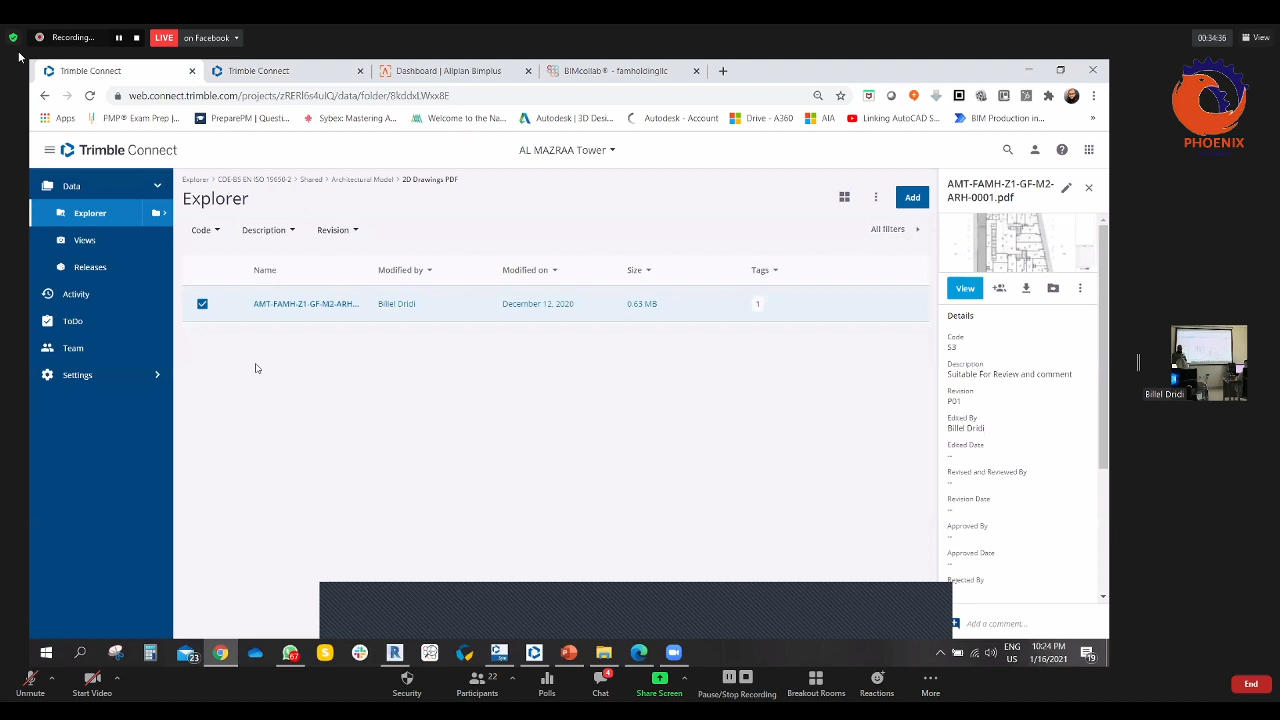 Recording...
LIVE on Facebook
00:34:36
View
Trimble Connect
Trimble Connect
Dashboard | Allplan Bimplus
BIMcollab® - famholdingllc
web.connect.trimble.com/projects/zRERl6s4uIQ/data/folder/8kddxLWxx8E
Apps
PMP® Exam Prep |...
PreparePM | Questi...
Sybex: Mastering A...
Welcome to the Na...
Autodesk | 3D Desi...
Autodesk - Account
Drive - A360
AIA
Linking AutoCAD S...
BIM Production in...
PHOENIX
Trimble Connect
AL MAZRAA Tower
Data
Explorer
Views
Releases
Activity
ToDo
Team
Settings
Explorer > CDE-BS EN ISO 19650-2 > Shared > Architectural Model > 2D Drawings PDF
Explorer
Add
Code
Description
Revision
All filters
Name
Modified by
Modified on
Size
Tags
AMT-FAMH-Z1-GF-M2-ARH...
Billel Dridi
December 12, 2020
0.63 MB
1
AMT-FAMH-Z1-GF-M2-
ARH-0001.pdf
View
Details
Code
S3
Description
Suitable For Review and comment
Revision
P01
Edited By
Billel Dridi
Edited Date
--
Revised and Reviewed By
--
Revision Date
--
Approved By
--
Approved Date
--
Rejected By
Add a comment...
Billel Dridi
23
67
ENG
US
10:24 PM
1/16/2021
19
Unmute
Start Video
Security
Participants
22
Polls
Chat
4
Share Screen
Pause/Stop Recording
Breakout Rooms
Reactions
More
End